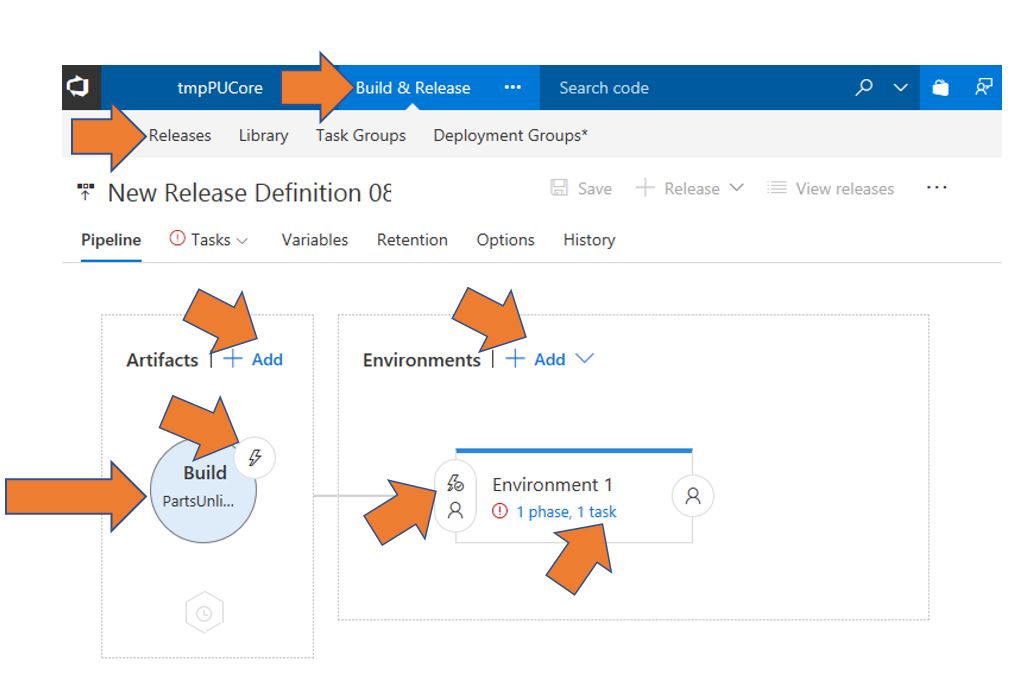 tmpPUCore Build & Release ... Search code
Releases Library Task Groups Deployment Groups*
New Release Definition 08 Save Release View releases ...
Pipeline Tasks Variables Retention Options History
Artifacts | + Add Environments | + Add
Build
PartsUnli...
Environment 1
1 phase, 1 task